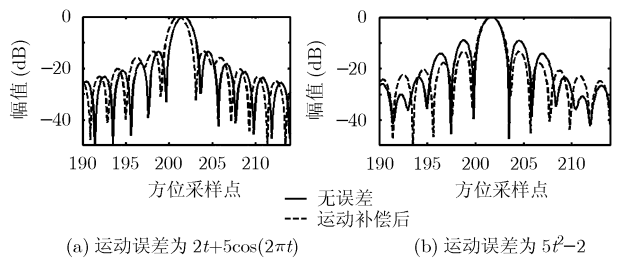 0
−20
−40
幅值 (dB)
190 195 200 205 210
方位采样点
0
−20
−40
幅值 (dB)
190 195 200 205 210
方位采样点
无误差
运动补偿后
(a) 运动误差为 2t+5cos(2πt)
(b) 运动误差为 5t²−2